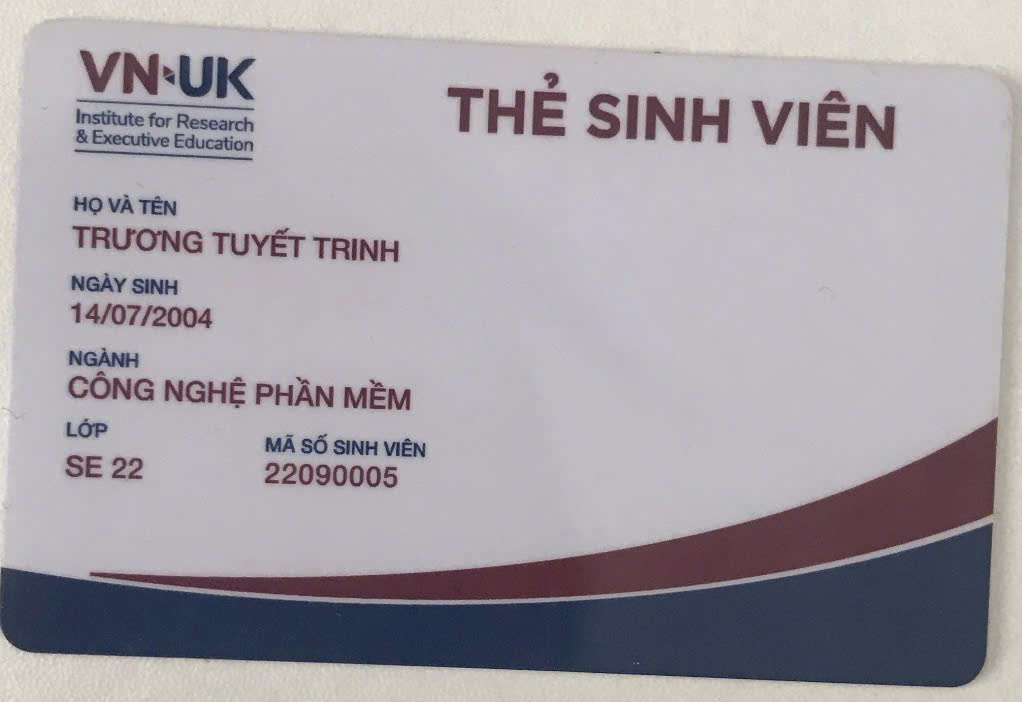 VN-UK
Institute for Research
& Executive Education
THẺ SINH VIÊN
HỌ VÀ TÊN
TRƯƠNG TUYẾT TRINH
NGÀY SINH
14/07/2004
NGÀNH
CÔNG NGHỆ PHẦN MỀM
LỚP
SE 22
MÃ SỐ SINH VIÊN
22090005